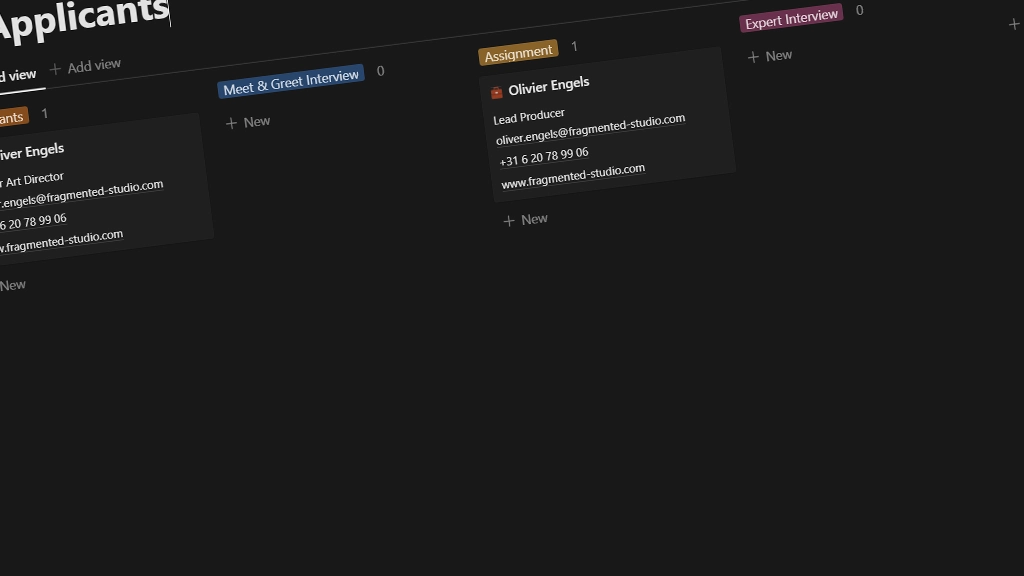 Applicants
d view
+ Add view
ants 1
iver Engels
r Art Director
r.engels@fragmented-studio.com
6 20 78 99 06
w.fragmented-studio.com
New
Meet & Greet Interview 0
+ New
Assignment 1
Olivier Engels
Lead Producer
oliver.engels@fragmented-studio.com
+31 6 20 78 99 06
www.fragmented-studio.com
+ New
Expert Interview 0
+ New
+